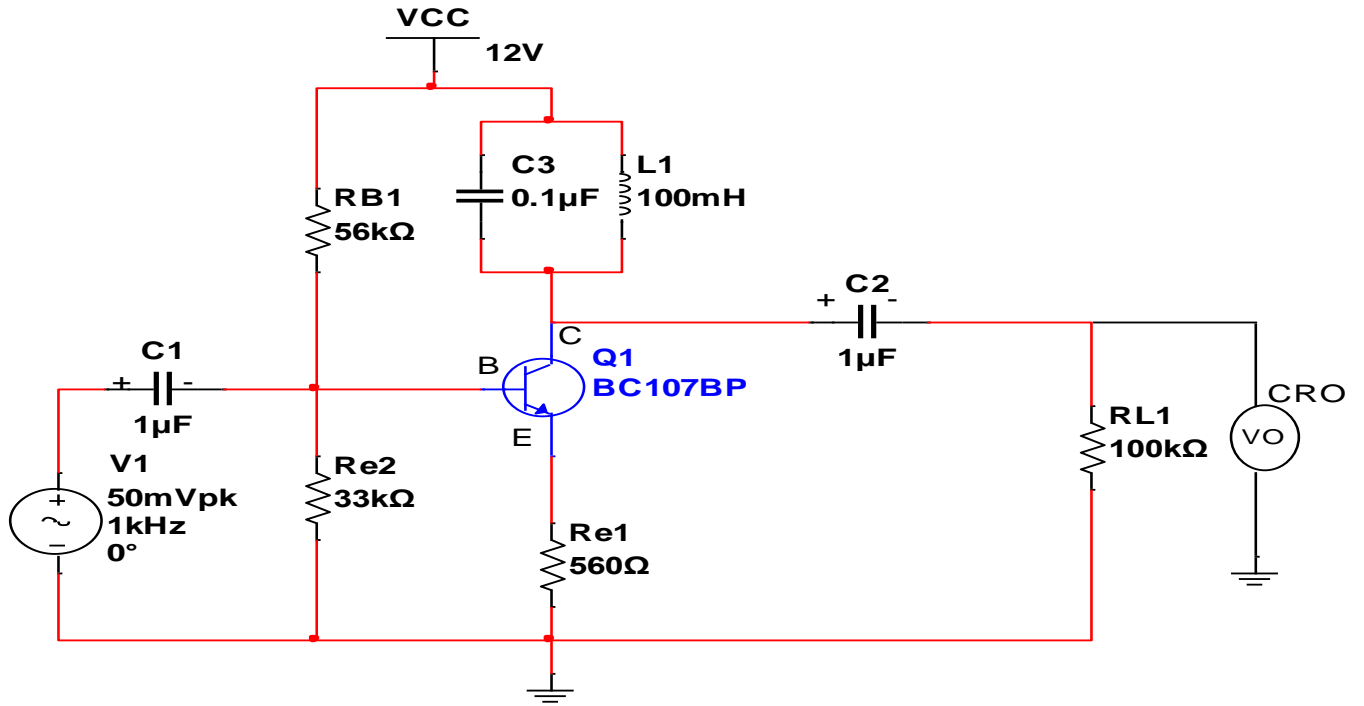 VCC
12V
C3
0.1µF
L1
100mH
RB1
56kΩ
C2
+ -
1µF
C
B
Q1
BC107BP
E
C1
+ -
1µF
V1
50mVpk
1kHz
0°
Re2
33kΩ
Re1
560Ω
RL1
100kΩ
CRO
VO